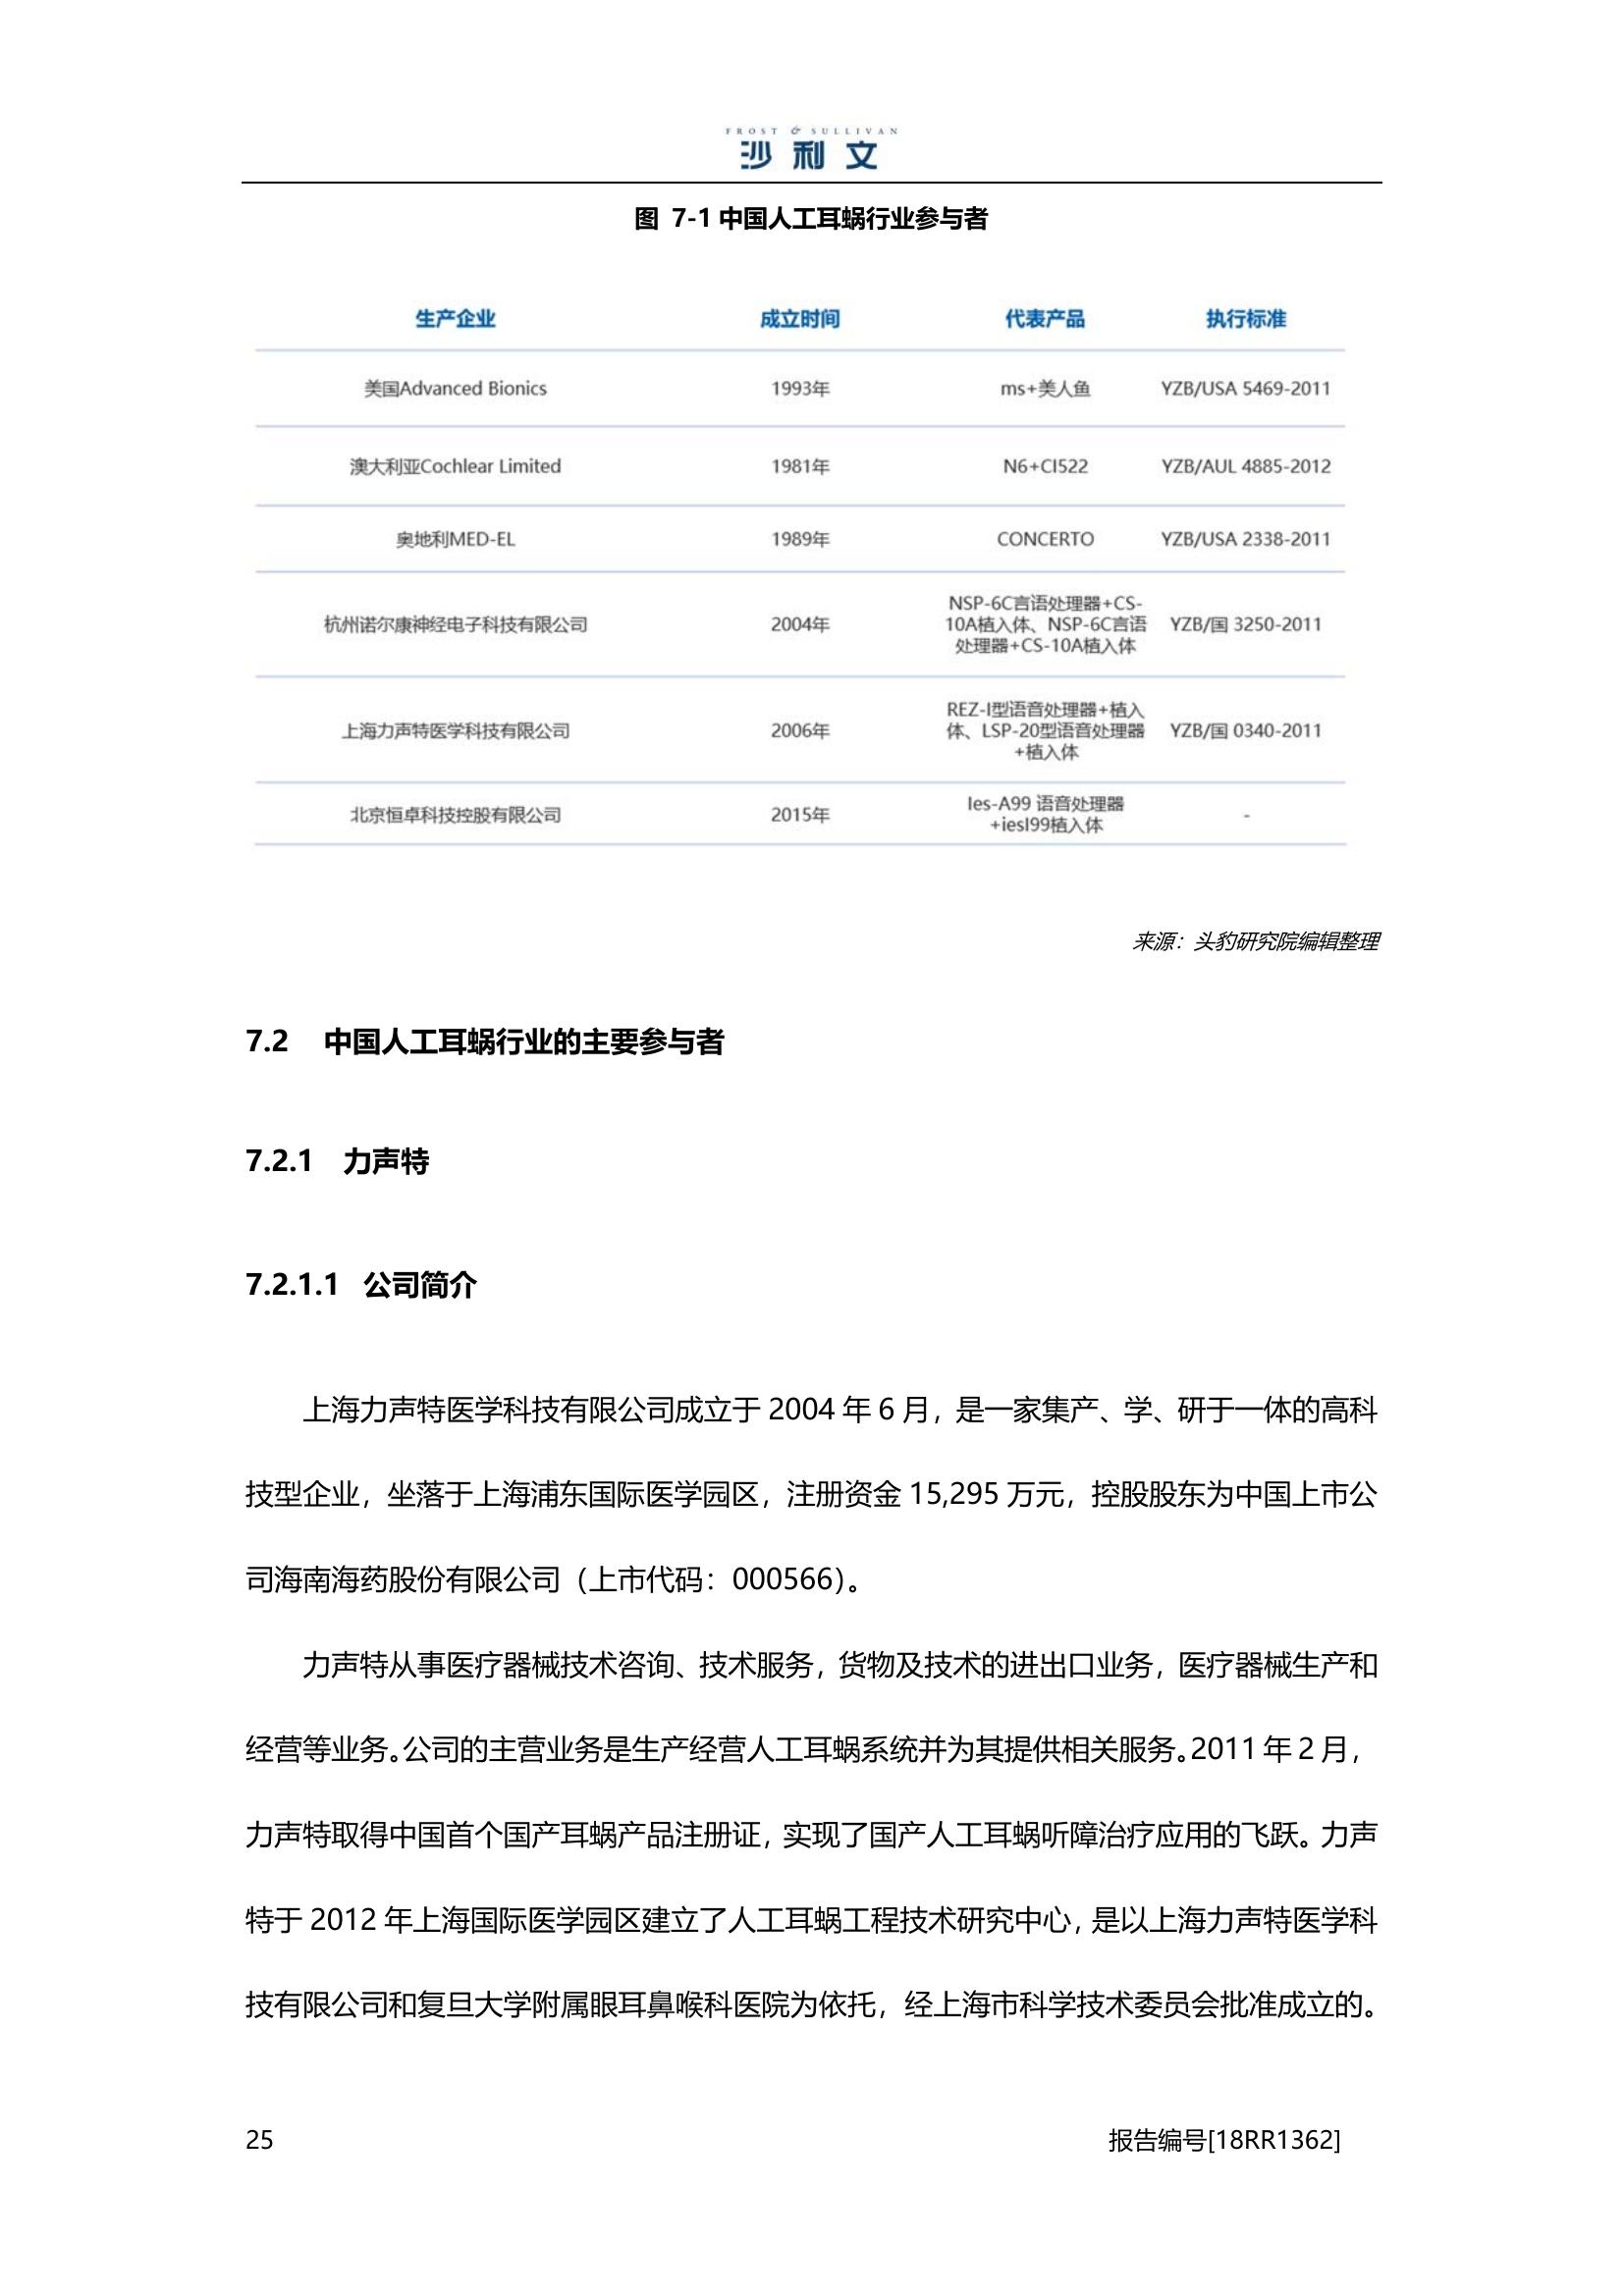 FROST & SULLIVAN
沙利文
图 7-1 中国人工耳蜗行业参与者
生产企业 成立时间 代表产品 执行标准
美国Advanced Bionics 1993年 ms+美人鱼 YZB/USA 5469-2011
澳大利亚Cochlear Limited 1981年 N6+CI522 YZB/AUL 4885-2012
奥地利MED-EL 1989年 CONCERTO YZB/USA 2338-2011
杭州诺尔康神经电子科技有限公司 2004年 NSP-6C言语处理器+CS-
10A植入体、NSP-6C言语
处理器+CS-10A植入体 YZB/国 3250-2011
上海力声特医学科技有限公司 2006年 REZ-I型语音处理器+植入
体、LSP-20型语音处理器
+植入体 YZB/国 0340-2011
北京恒卓科技控股有限公司 2015年 Ies-A99 语音处理器
+iesI99植入体 -
来源：头豹研究院编辑整理
7.2 中国人工耳蜗行业的主要参与者
7.2.1 力声特
7.2.1.1 公司简介
上海力声特医学科技有限公司成立于 2004 年 6 月，是一家集产、学、研于一体的高科
技型企业，坐落于上海浦东国际医学园区，注册资金 15,295 万元，控股股东为中国上市公
司海南海药股份有限公司（上市代码：000566）。
力声特从事医疗器械技术咨询、技术服务，货物及技术的进出口业务，医疗器械生产和
经营等业务。公司的主营业务是生产经营人工耳蜗系统并为其提供相关服务。2011 年 2 月，
力声特取得中国首个国产耳蜗产品注册证，实现了国产人工耳蜗听障治疗应用的飞跃。力声
特于 2012 年上海国际医学园区建立了人工耳蜗工程技术研究中心，是以上海力声特医学科
技有限公司和复旦大学附属眼耳鼻喉科医院为依托，经上海市科学技术委员会批准成立的。
25 报告编号[18RR1362]